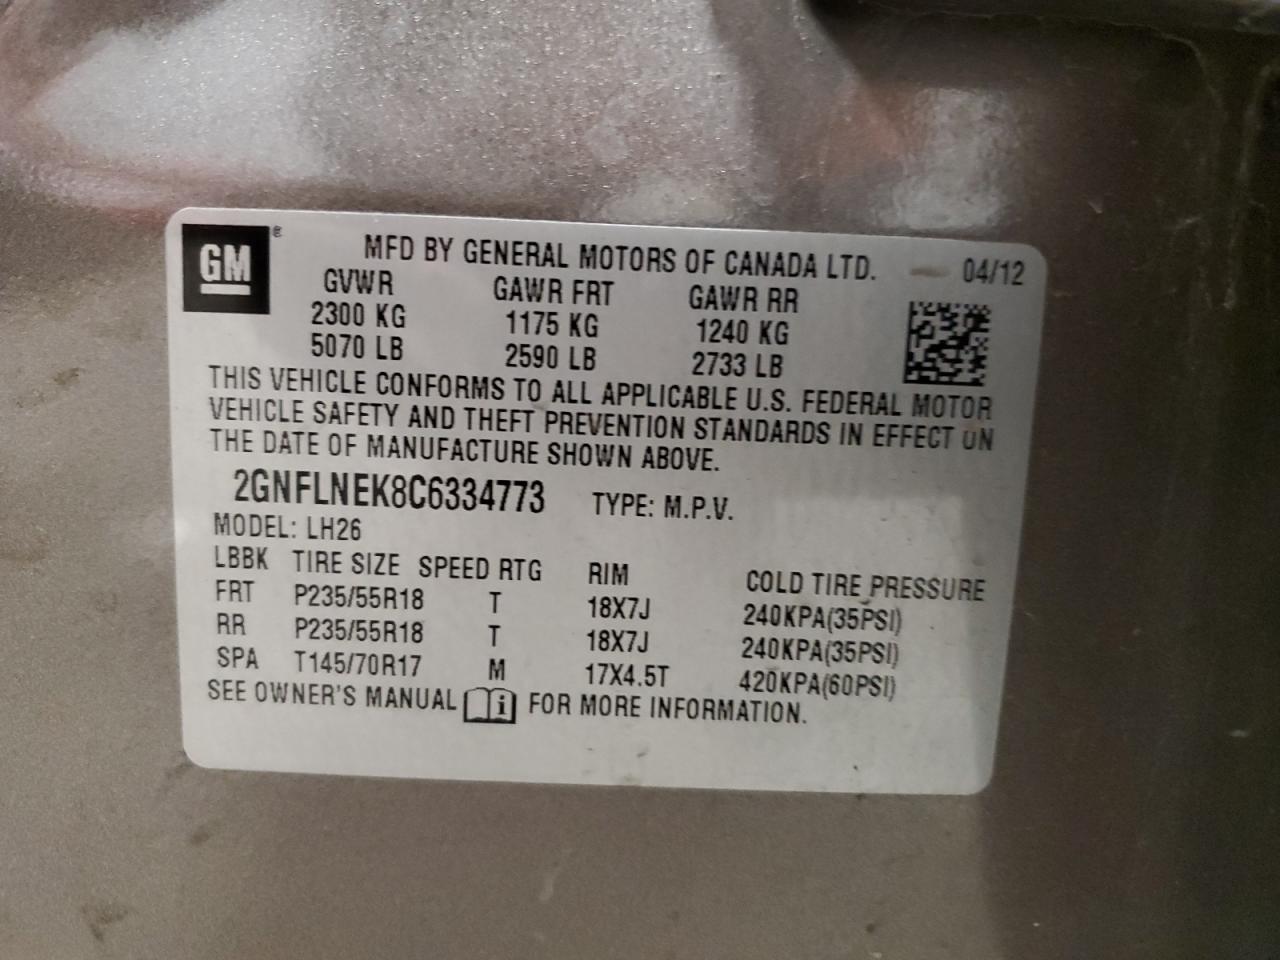 GM ®
MFD BY GENERAL MOTORS OF CANADA LTD. 04/12
GVWR GAWR FRT GAWR RR
2300 KG 1175 KG 1240 KG
5070 LB 2590 LB 2733 LB
THIS VEHICLE CONFORMS TO ALL APPLICABLE U.S. FEDERAL MOTOR
VEHICLE SAFETY AND THEFT PREVENTION STANDARDS IN EFFECT ON
THE DATE OF MANUFACTURE SHOWN ABOVE.
2GNFLNEK8C6334773 TYPE: M.P.V.
MODEL: LH26
LBBK TIRE SIZE SPEED RTG RIM COLD TIRE PRESSURE
FRT P235/55R18 T 18X7J 240KPA(35PSI)
RR P235/55R18 T 18X7J 240KPA(35PSI)
SPA T145/70R17 M 17X4.5T 420KPA(60PSI)
SEE OWNER'S MANUAL i FOR MORE INFORMATION.